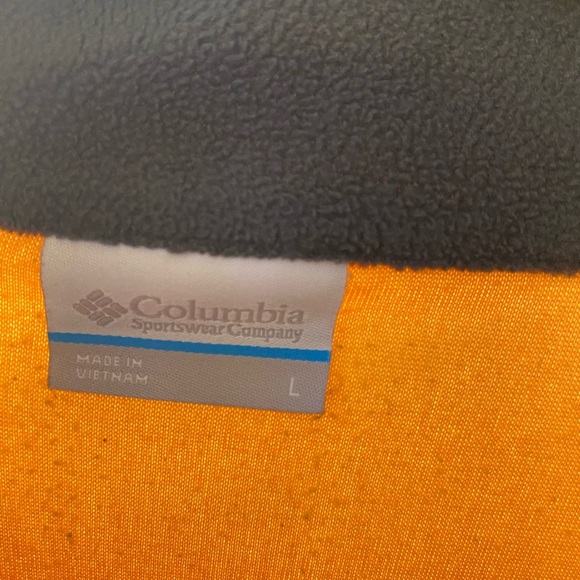 Columbia
Sportswear Company
MADE IN
VIETNAM
L